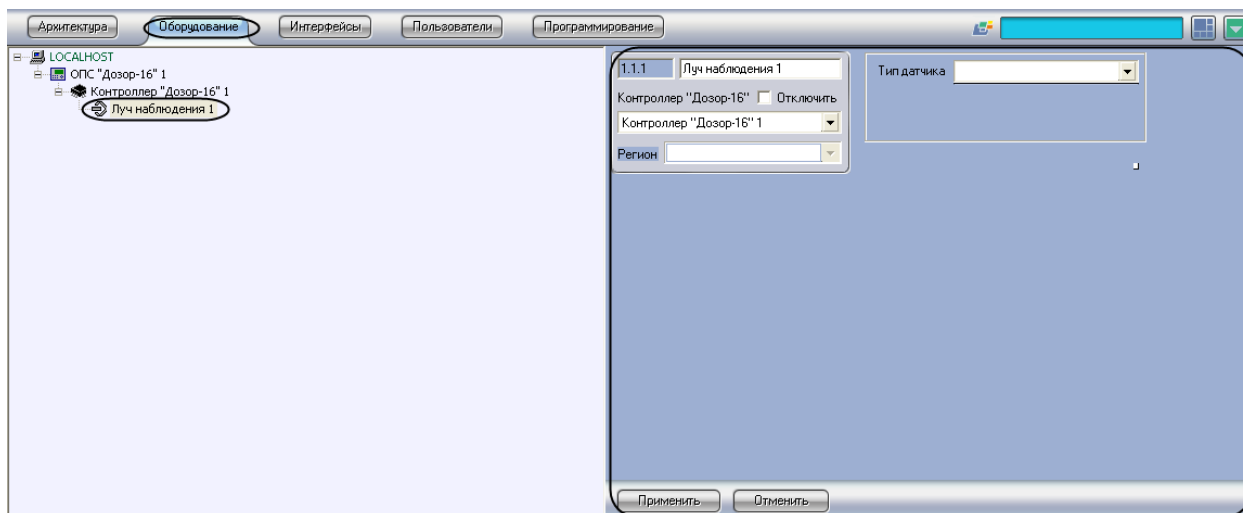 Архитектура Оборудование Интерфейсы Пользователи Программирование
LOCALHOST
ОПС "Дозор-16" 1
Контроллер "Дозор-16" 1
Луч наблюдения 1
1.1.1 Луч наблюдения 1
Контроллер "Дозор-16" Отключить
Контроллер "Дозор-16" 1
Регион
Тип датчика
Применить Отменить